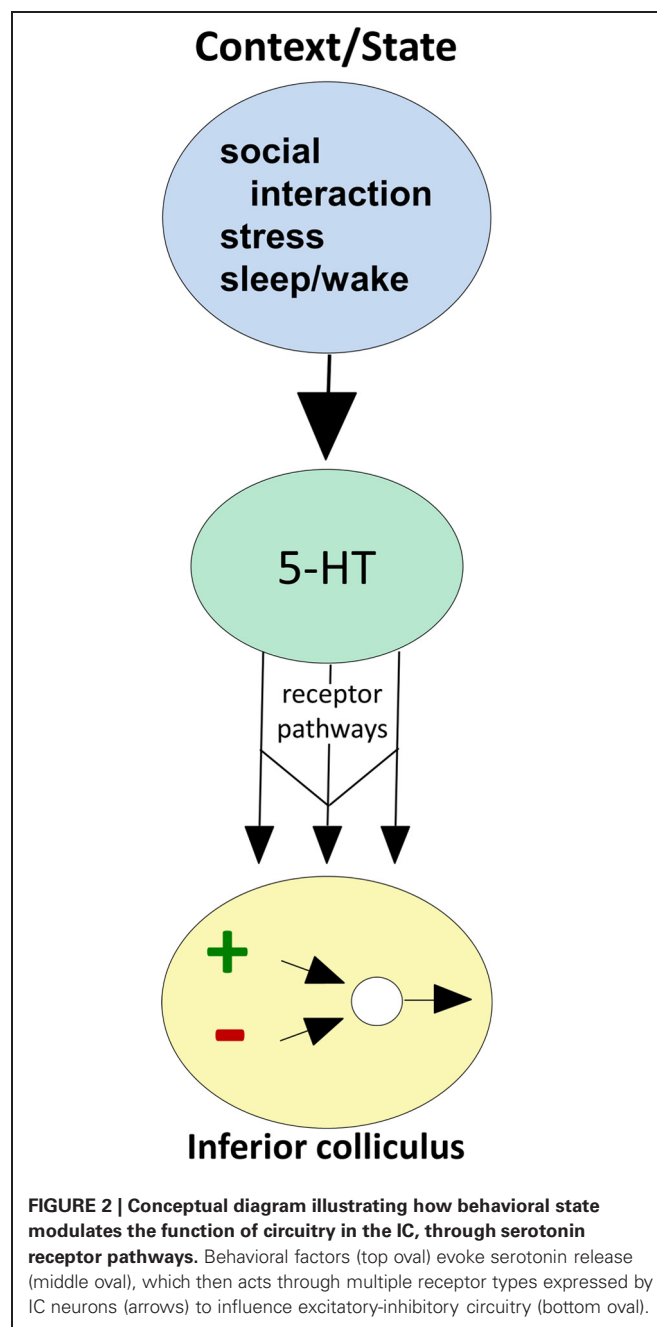 Context/State
social
interaction
stress
sleep/wake
5-HT
receptor
pathways
+
-
Inferior colliculus
FIGURE 2 | Conceptual diagram illustrating how behavioral state
modulates the function of circuitry in the IC, through serotonin
receptor pathways. Behavioral factors (top oval) evoke serotonin release
(middle oval), which then acts through multiple receptor types expressed by
IC neurons (arrows) to influence excitatory-inhibitory circuitry (bottom oval).